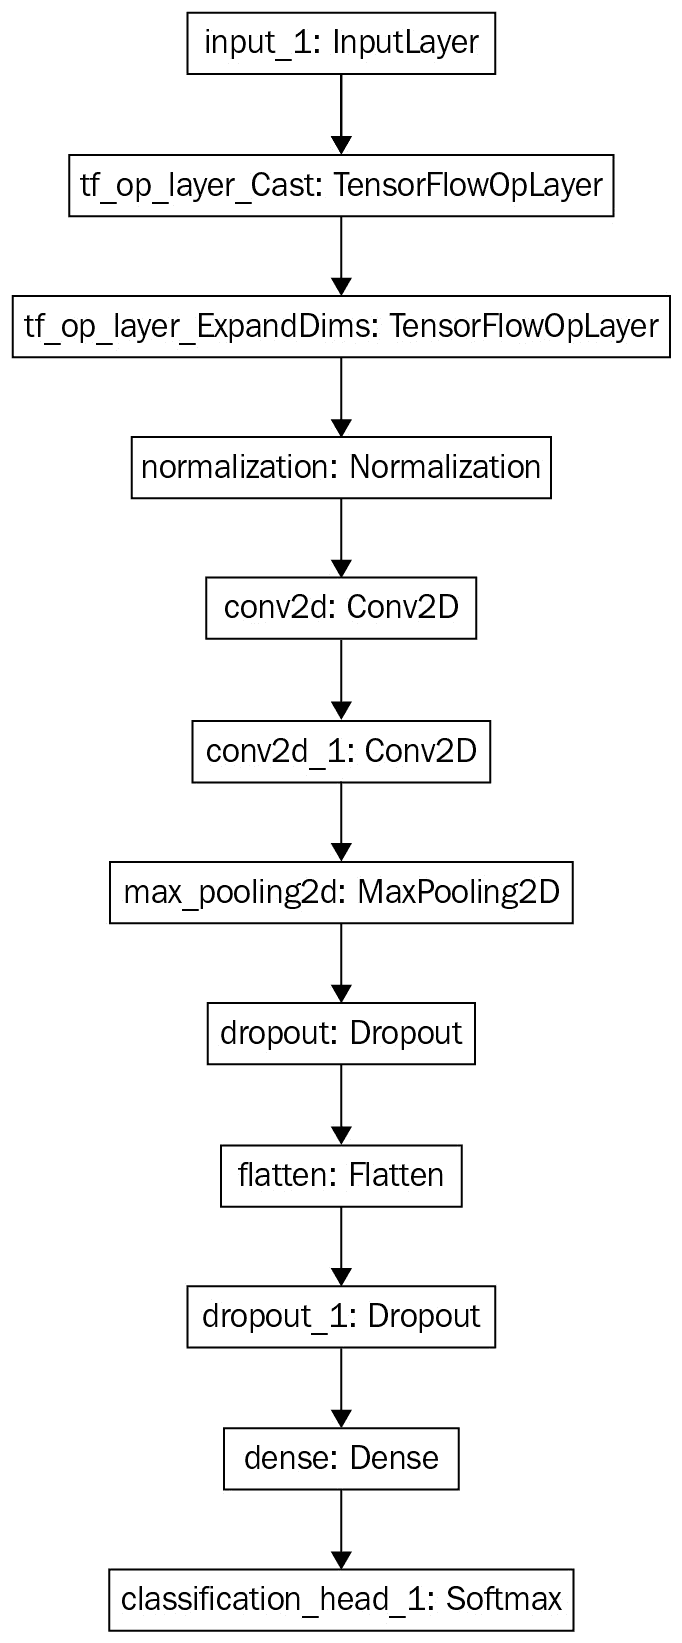 input_1: InputLayer
tf_op_layer_Cast: TensorFlowOpLayer
tf_op_layer_ExpandDims: TensorFlowOpLayer
normalization: Normalization
conv2d: Conv2D
conv2d_1: Conv2D
max_pooling2d: MaxPooling2D
dropout: Dropout
flatten: Flatten
dropout_1: Dropout
dense: Dense
classification_head_1: Softmax